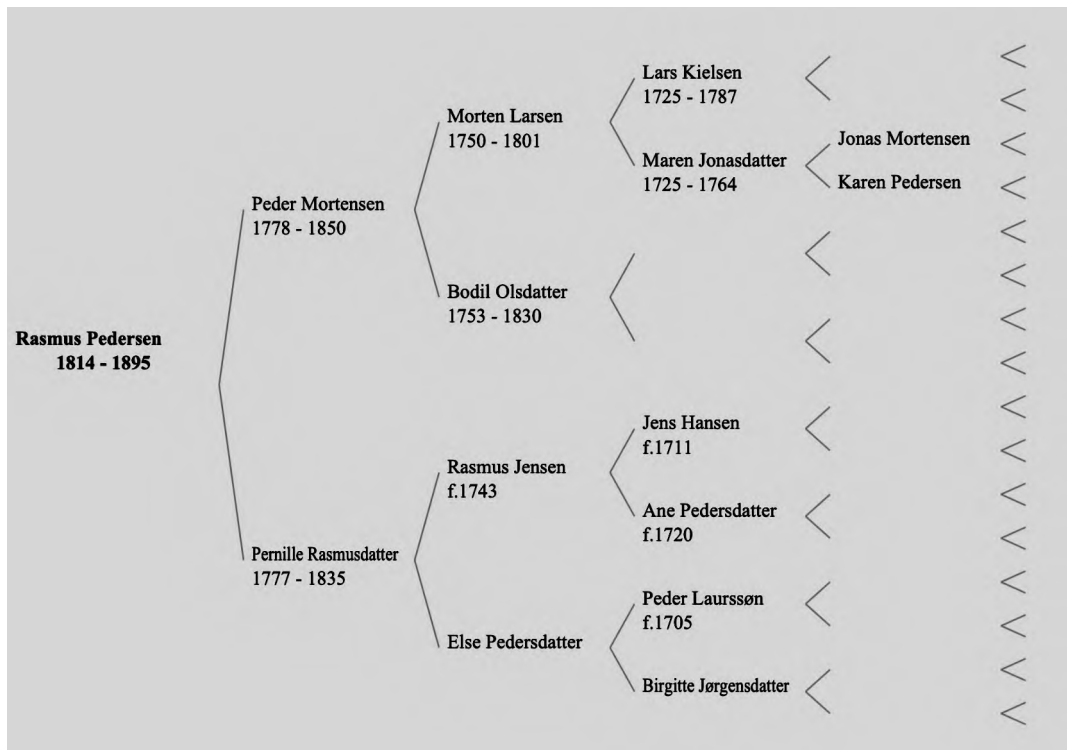 Lars Kielsen
1725 - 1787
Morten Larsen
1750 - 1801
Jonas Mortensen
Maren Jonasdatter
1725 - 1764
Karen Pedersen
Peder Mortensen
1778 - 1850
Bodil Olsdatter
1753 - 1830
Rasmus Pedersen
1814 - 1895
Jens Hansen
f.1711
Rasmus Jensen
f.1743
Ane Pedersdatter
f.1720
Pernille Rasmusdatter
1777 - 1835
Peder Laurssøn
f.1705
Else Pedersdatter
Birgitte Jørgensdatter